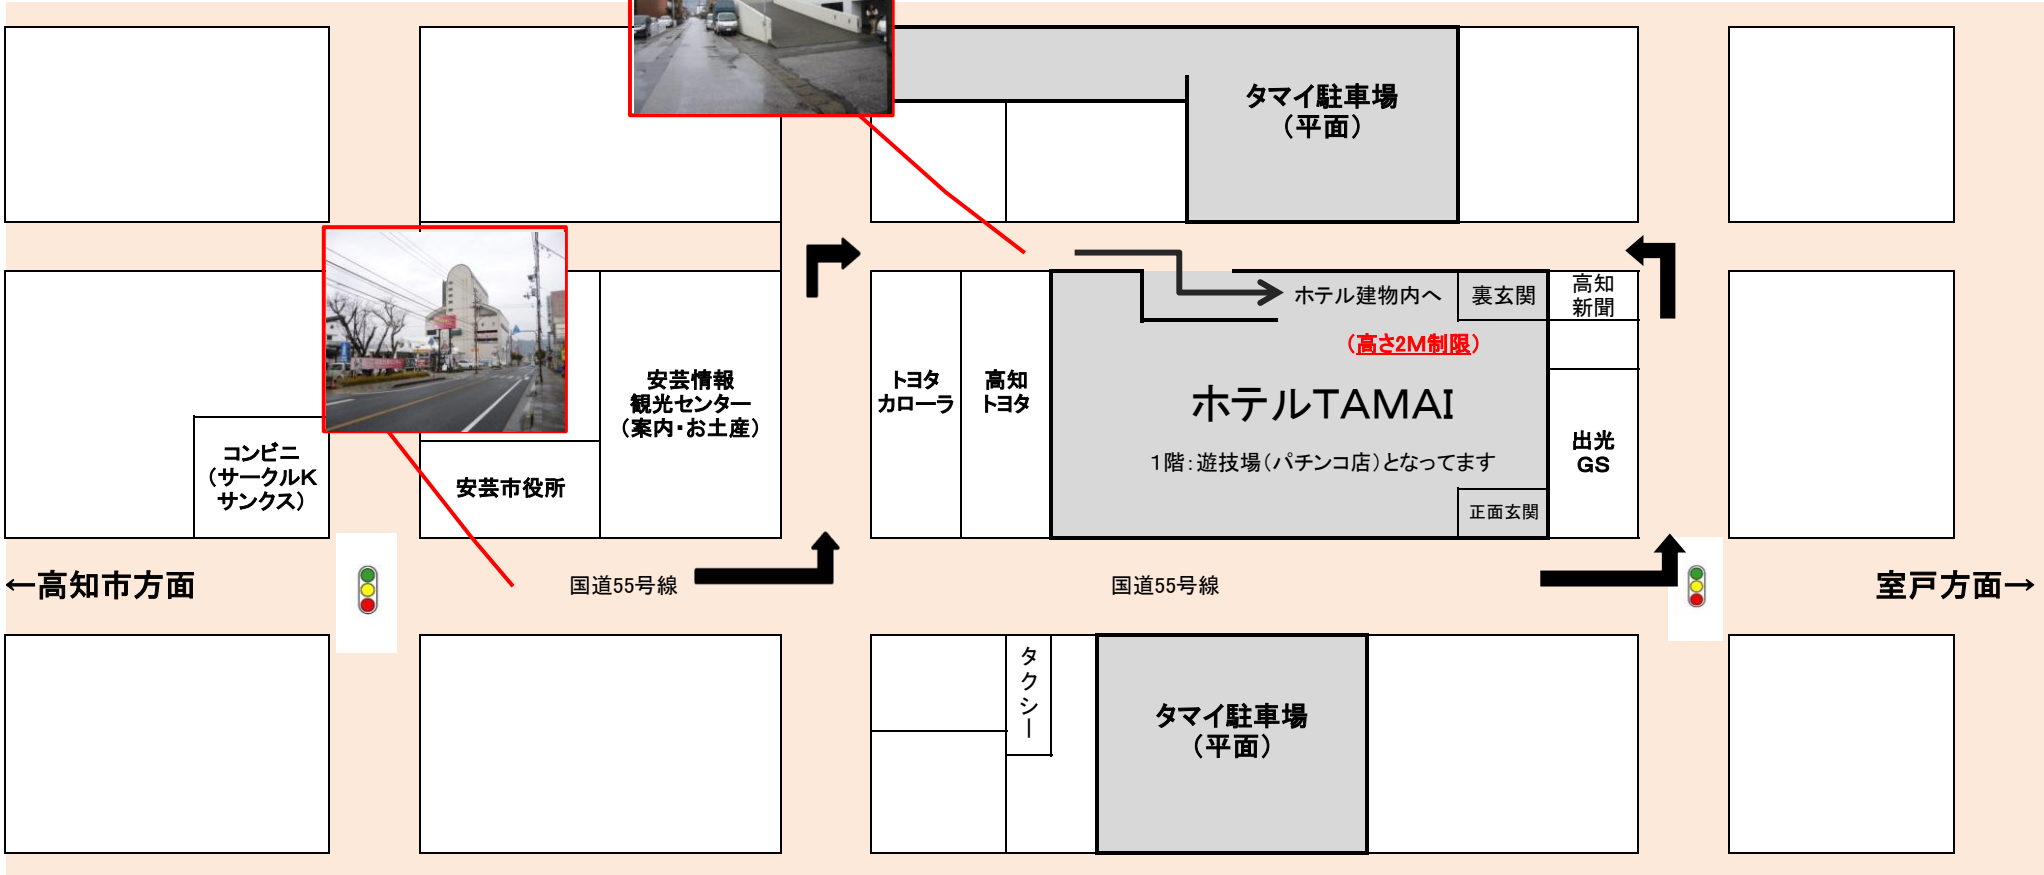 タマイ駐車場
（平面）
ホテル建物内へ
裏玄関
高知
新聞
（高さ2M制限）
トヨタ
カローラ
高知
トヨタ
ホテルTAMAI
1階：遊技場（パチンコ店）となってます
正面玄関
出光
GS
安芸情報
観光センター
（案内・お土産）
安芸市役所
コンビニ
（サークルK
サンクス）
←高知市方面
国道55号線
国道55号線
室戸方面→
タクシー
タマイ駐車場
（平面）